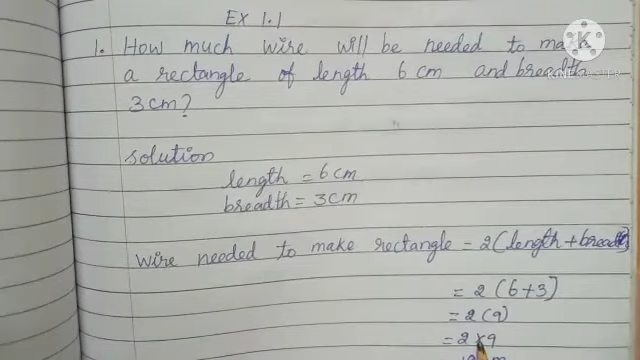 Ex 1.1
1. How much wire will be needed to make
a rectangle of length 6 cm and breadth
3 cm?
solution
length = 6 cm
breadth = 3 cm
wire needed to make rectangle = 2 (length + breadth)
= 2 (6+3)
= 2 (9)
= 2 x 9